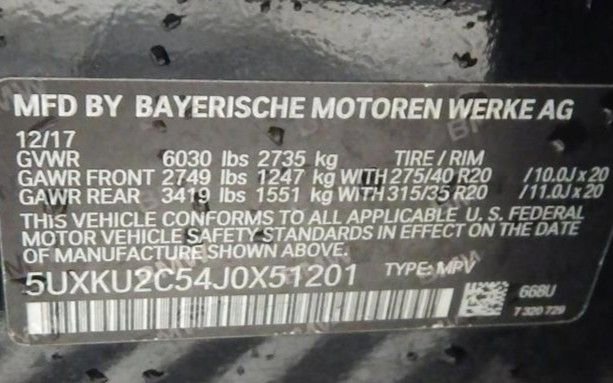 MFD BY BAYERISCHE MOTOREN WERKE AG
12/17
GVWR 6030 lbs 2735 kg TIRE / RIM
GAWR FRONT 2749 lbs 1247 kg WITH 275/40 R20 /10.0J x 20
GAWR REAR 3419 lbs 1551 kg WITH 315/35 R20 /11.0J x 20
THIS VEHICLE CONFORMS TO ALL APPLICABLE U. S. FEDERAL
MOTOR VEHICLE SAFETY STANDARDS IN EFFECT ON THE DATE
OF MANUFACTURE SHOWN ABOVE.
5UXKU2C54J0X51201 TYPE: MPV
668U
7 320 729